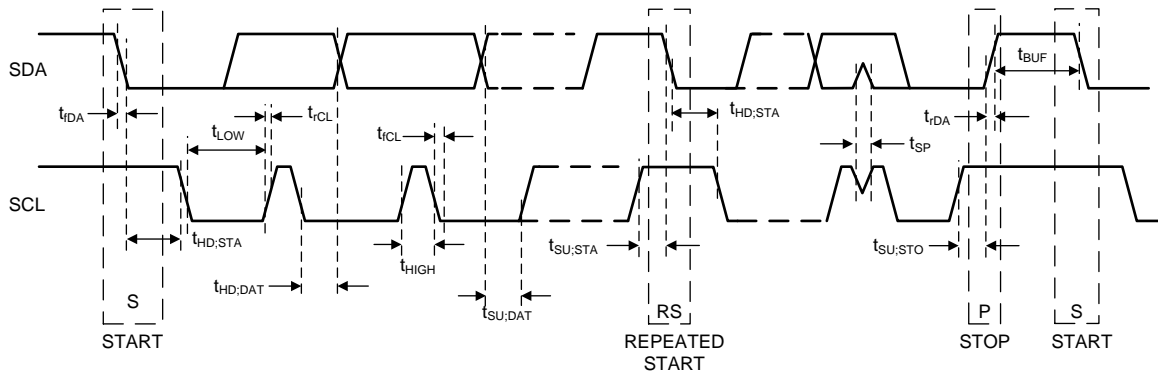 SDA
tBUF
tfDA
tLOW
trCL
tfCL
tHD;STA
trDA
tSP
SCL
tHD;STA
tHD;DAT
tHIGH
tSU;DAT
tSU;STA
tSU;STO
S
RS
P
S
START
REPEATED
START
STOP
START